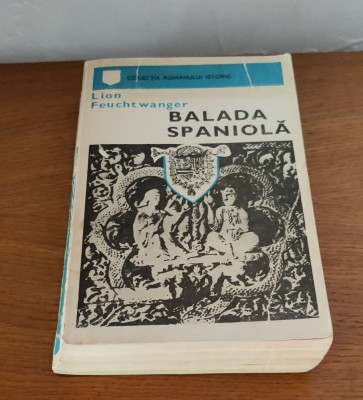 COLECȚIA ROMANULUI ISTORIC
Lion
Feuchtwanger
BALADA
SPANIOLĂ